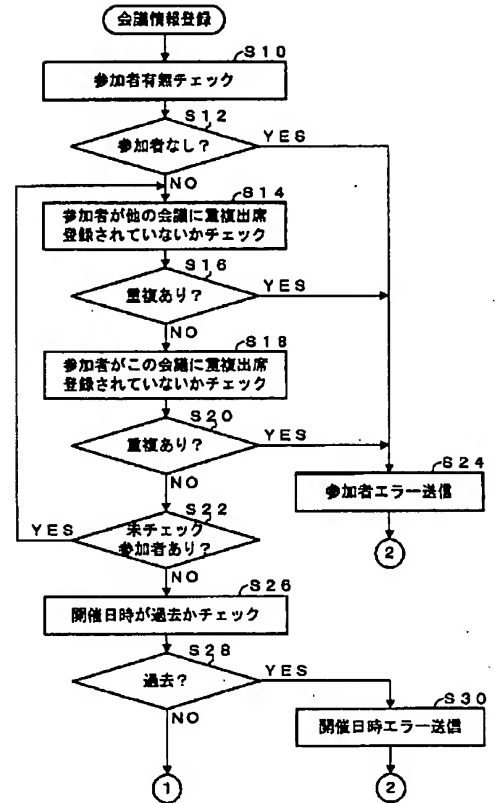 会議情報登録
S10
参加者有無チェック
S12
参加者なし？
YES
NO
S14
参加者が他の会議に重複出席
登録されていないかチェック
S16
重複あり？
YES
NO
S18
参加者がこの会議に重複出席
登録されていないかチェック
S20
重複あり？
YES
NO
S24
参加者エラー送信
②
S22
未チェック
参加者あり？
YES
NO
S26
開催日時が過去かチェック
S28
過去？
YES
NO
S30
開催日時エラー送信
①
②